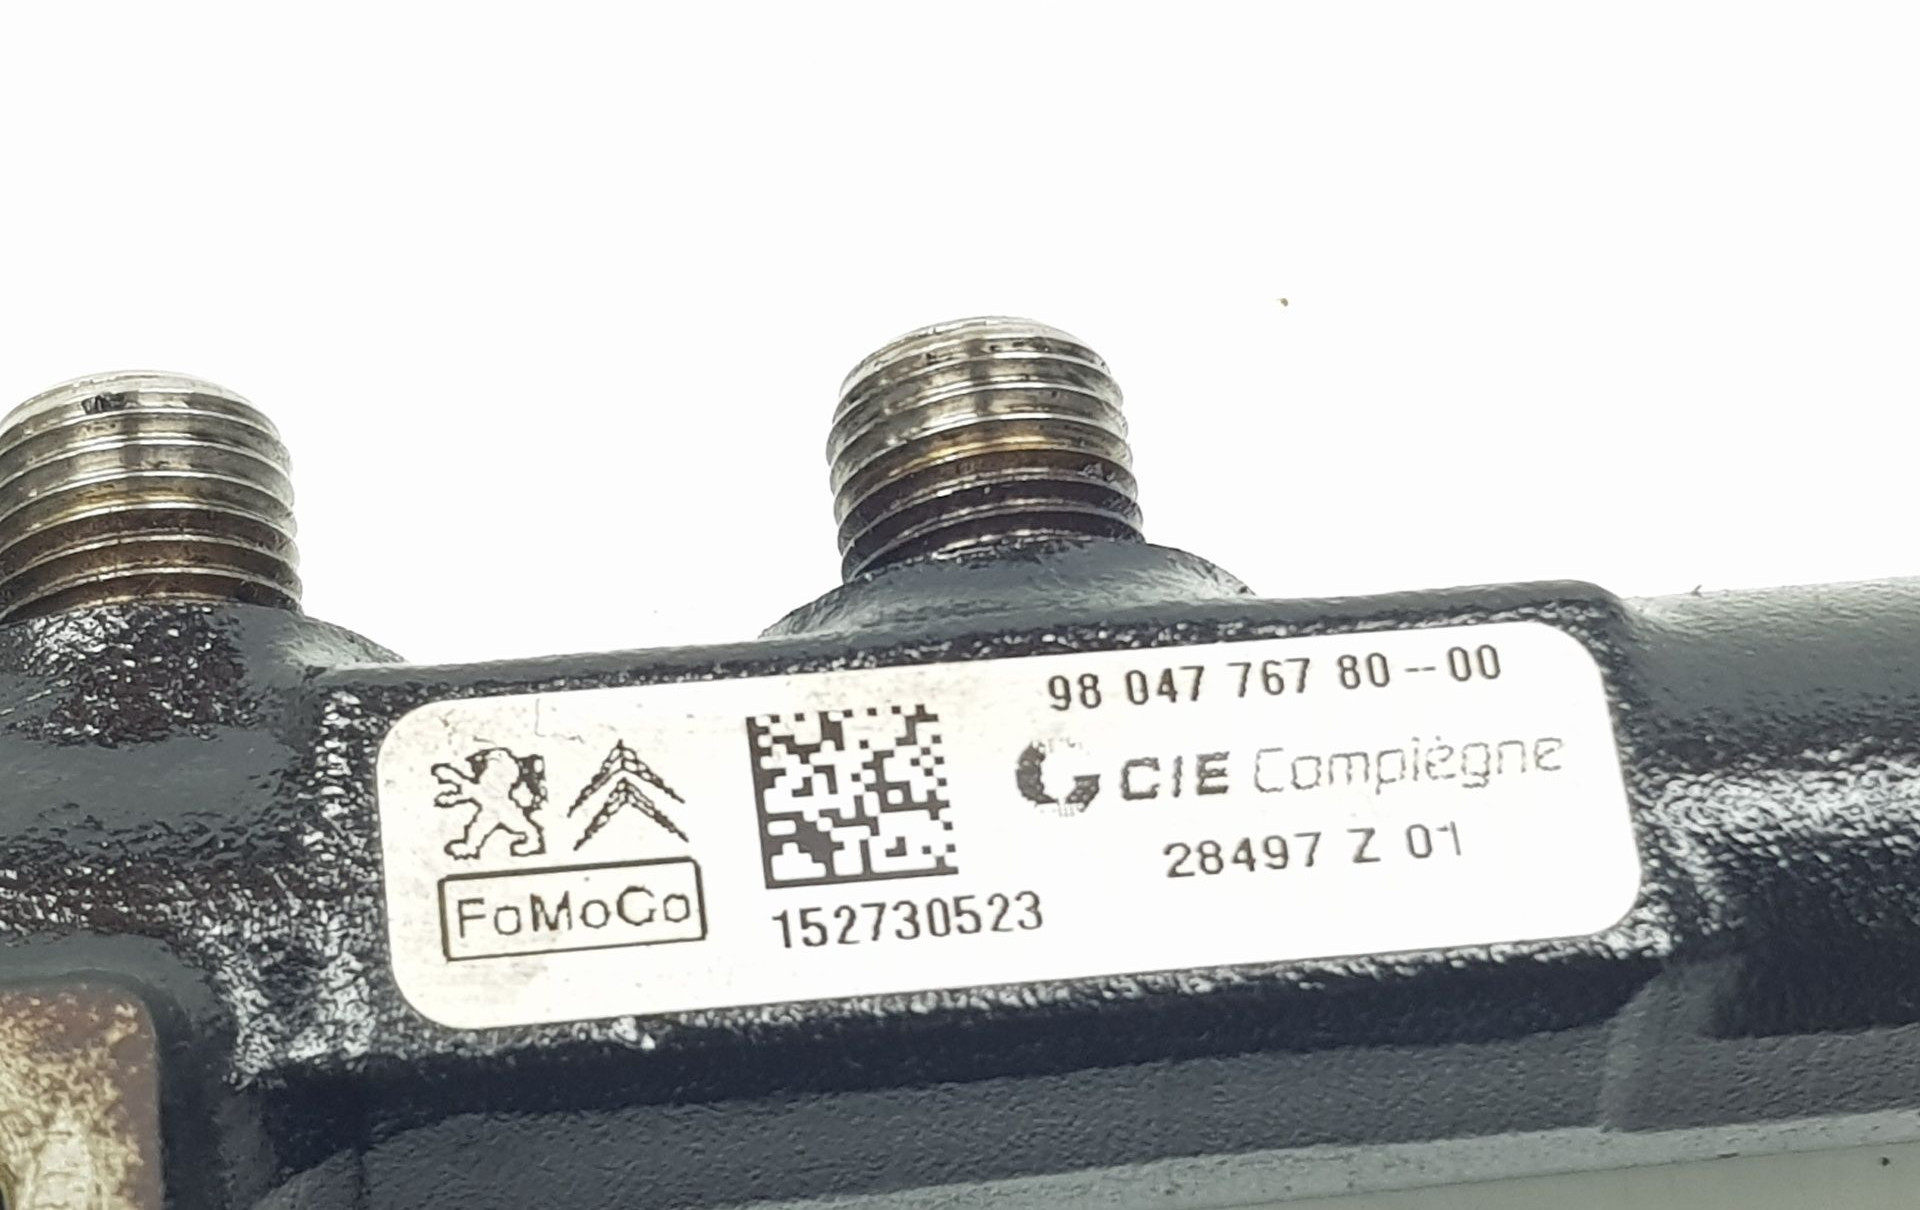 98 047 767 80--00
CIE Compiègne
28497 Z 01
FoMoCo
152730523